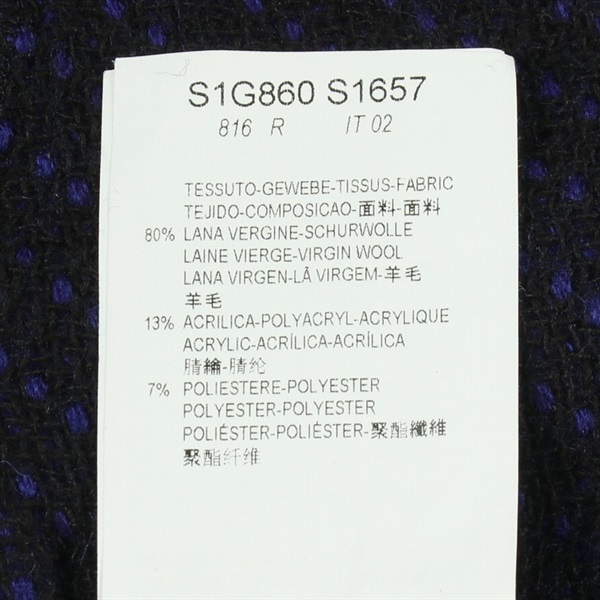 S1G860 S1657
816 R IT 02
TESSUTO-GEWEBE-TISSUS-FABRIC
TEJIDO-COMPOSICAO-面料-面料
80% LANA VERGINE-SCHURWOLLE
LAINE VIERGE-VIRGIN WOOL
LANA VIRGEN-LÂ VIRGEM-羊毛
羊毛
13% ACRILICA-POLYACRYL-ACRYLIQUE
ACRYLIC-ACRÍLICA-ACRÍLICA
腈綸-腈纶
7% POLIESTERE-POLYESTER
POLYESTER-POLYESTER
POLIÉSTER-POLIÉSTER-聚酯纖維
聚酯纤维